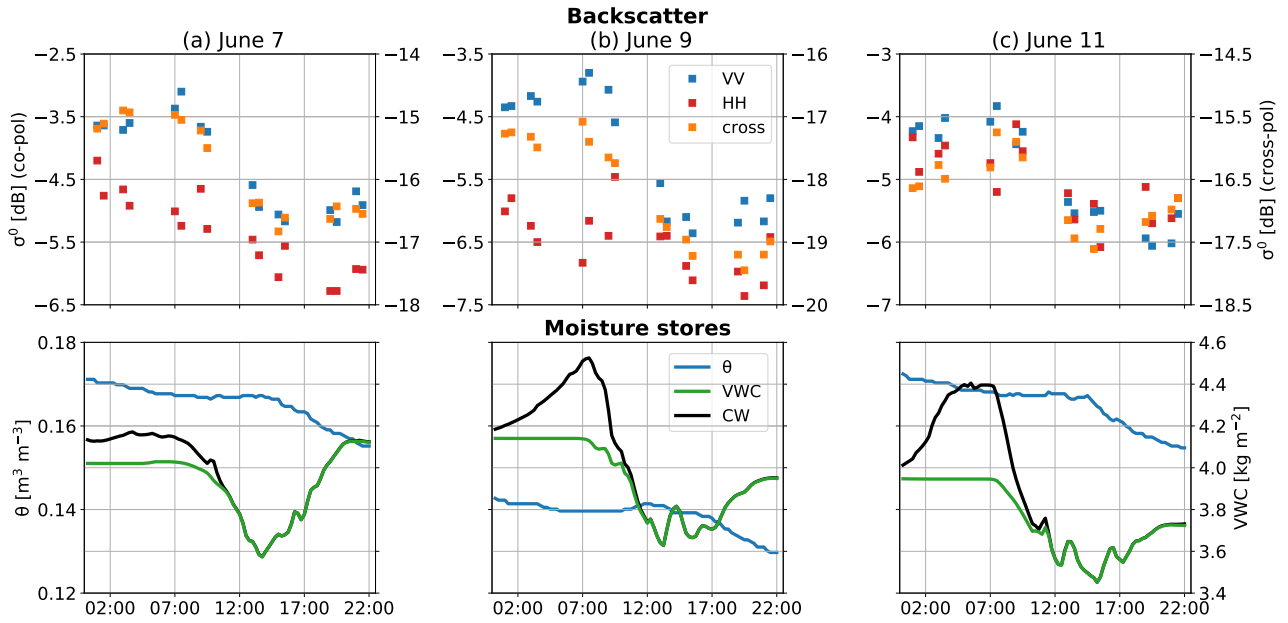 Backscatter
(a) June 7
(b) June 9
(c) June 11
−2.5
−3.5
−4.5
−5.5
−6.5
σ⁰ [dB] (co-pol)
−14
−15
−16
−17
−18
−3.5
−4.5
−5.5
−6.5
−7.5
VV
HH
cross
−16
−17
−18
−19
−20
−3
−4
−5
−6
−7
−14.5
−15.5
−16.5
−17.5
−18.5
σ⁰ [dB] (cross-pol)
Moisture stores
0.18
0.16
0.14
0.12
θ [m³ m⁻³]
θ
VWC
CW
4.6
4.4
4.2
4.0
3.8
3.6
3.4
VWC [kg m⁻²]
02:00 07:00 12:00 17:00 22:00
02:00 07:00 12:00 17:00 22:00
02:00 07:00 12:00 17:00 22:00